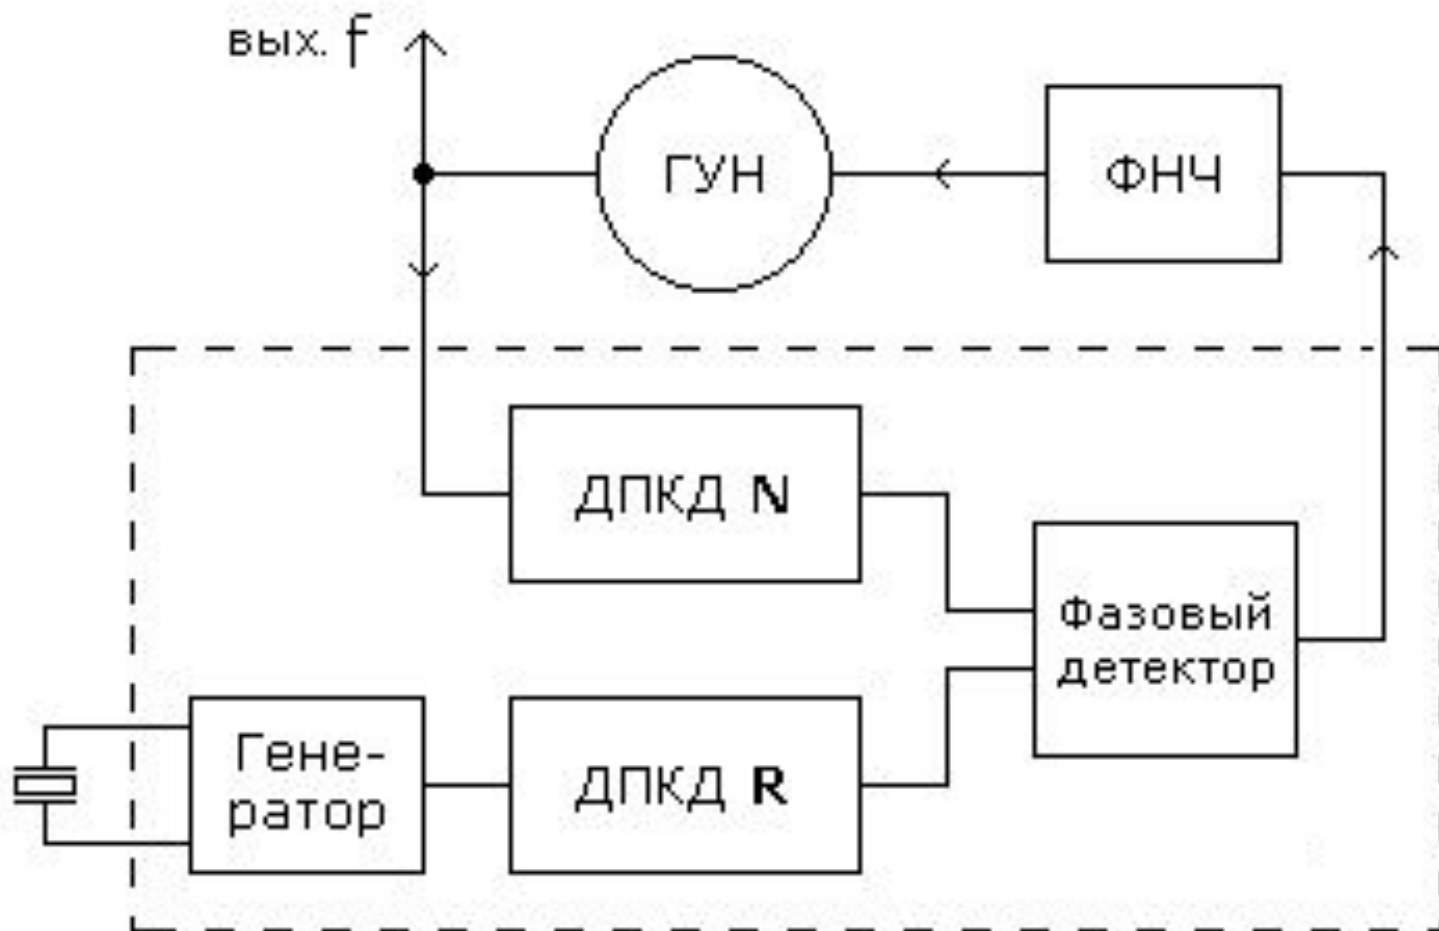 вых. f
ГУН
ФНЧ
ДПКД N
Фазовый
детектор
Гене-
ратор
ДПКД R